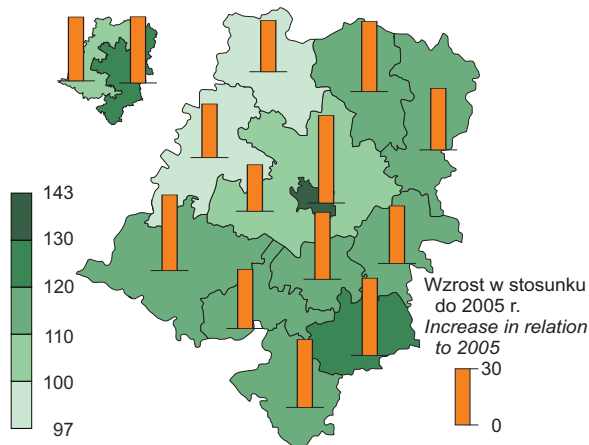 143
130
120
110
100
97
Wzrost w stosunku
do 2005 r.
Increase in relation
to 2005
30
0